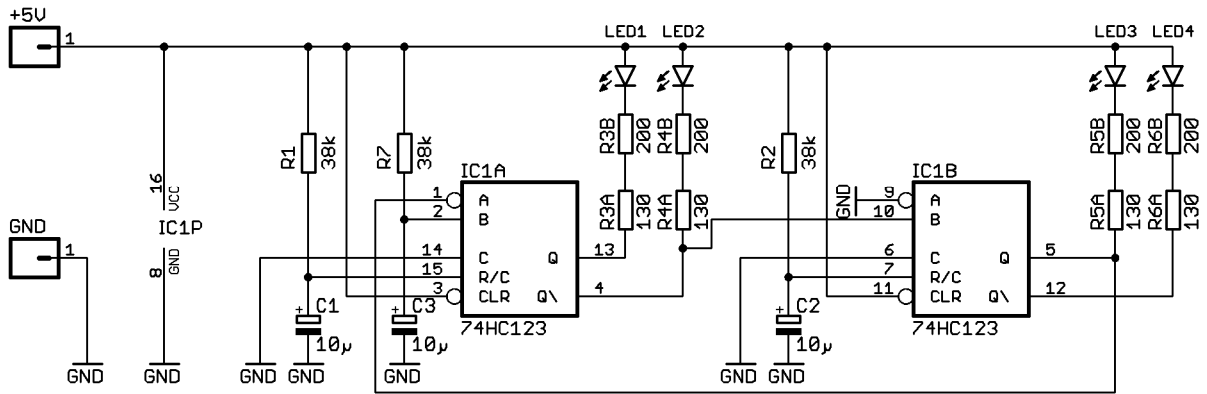 +5V
1
GND
1
GND
16
VCC
IC1P
8
GND
GND
R1
38k
R7
38k
C1
10µ
C3
10µ
GND
GND
GND
IC1A
1
A
2
B
14
C
15
R/C
3
CLR
Q
13
Q\
4
74HC123
LED1
LED2
R3B
200
R4B
200
R3A
130
R4A
130
R2
38k
C2
10µ
GND
GND
GND
IC1B
9
A
10
B
6
C
7
R/C
11
CLR
Q
5
Q\
12
74HC123
LED3
LED4
R5B
200
R6B
200
R5A
130
R6A
130